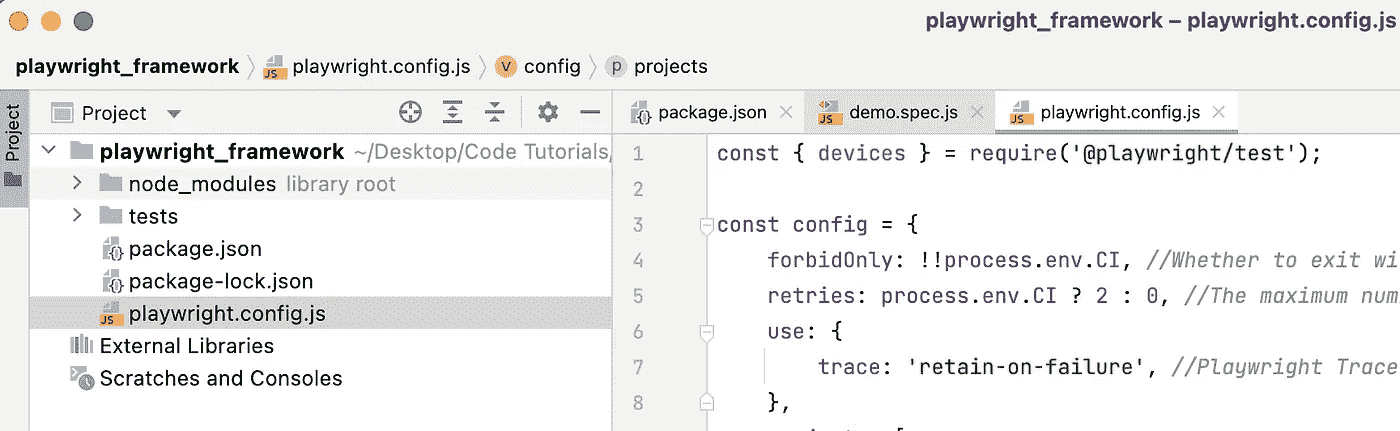 playwright_framework – playwright.config.js
playwright_framework playwright.config.js config projects
Project
Project
package.json demo.spec.js playwright.config.js
playwright_framework ~/Desktop/Code Tutorials/
node_modules library root
tests
package.json
package-lock.json
playwright.config.js
External Libraries
Scratches and Consoles
1 const { devices } = require('@playwright/test');
2
3 const config = {
4 forbidOnly: !!process.env.CI, //Whether to exit wi
5 retries: process.env.CI ? 2 : 0, //The maximum num
6 use: {
7 trace: 'retain-on-failure', //Playwright Trace
8 },